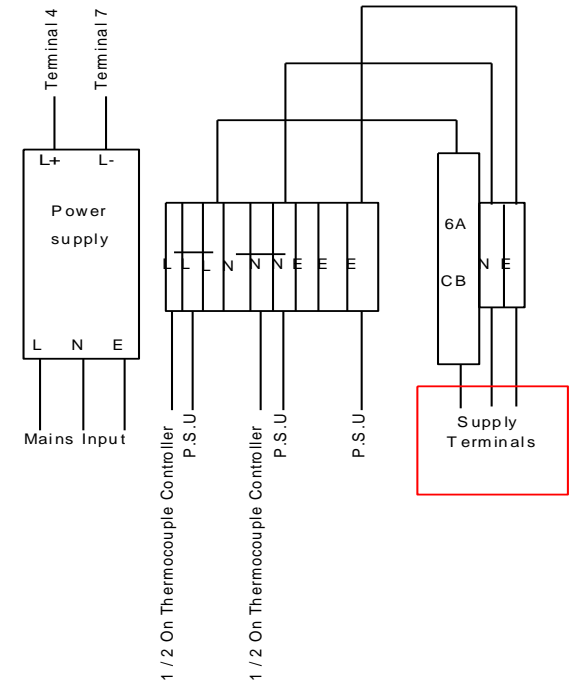 Terminal 4
Terminal 7
L+ L-
Power
supply
L N E
Mains Input
L L L N N N E E E
1 / 2 On Thermocouple Controller
P.S.U
1 / 2 On Thermocouple Controller
P.S.U
P.S.U
6A
CB
N E
Supply
Terminals